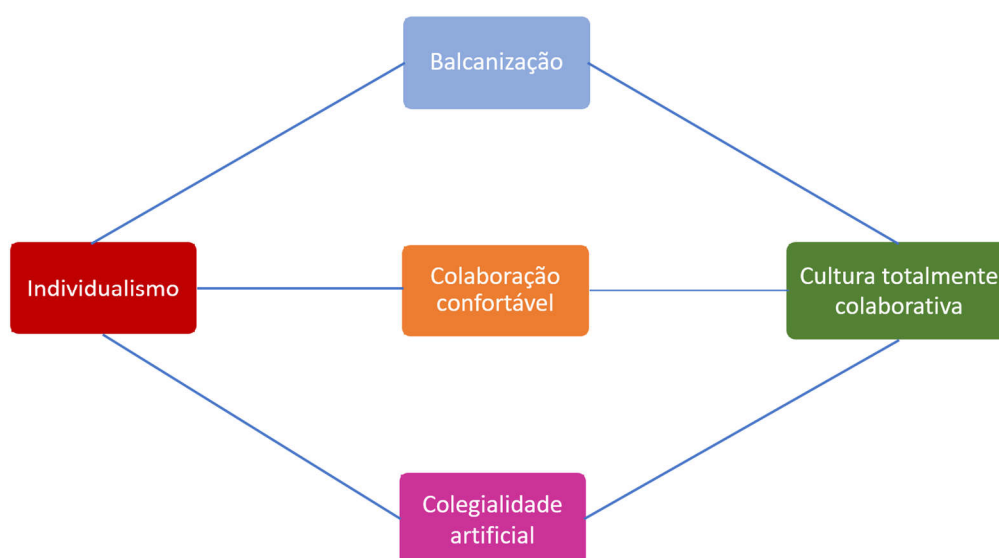 Balcanização
Individualismo
Colaboração
confortável
Cultura totalmente
colaborativa
Colegialidade
artificial